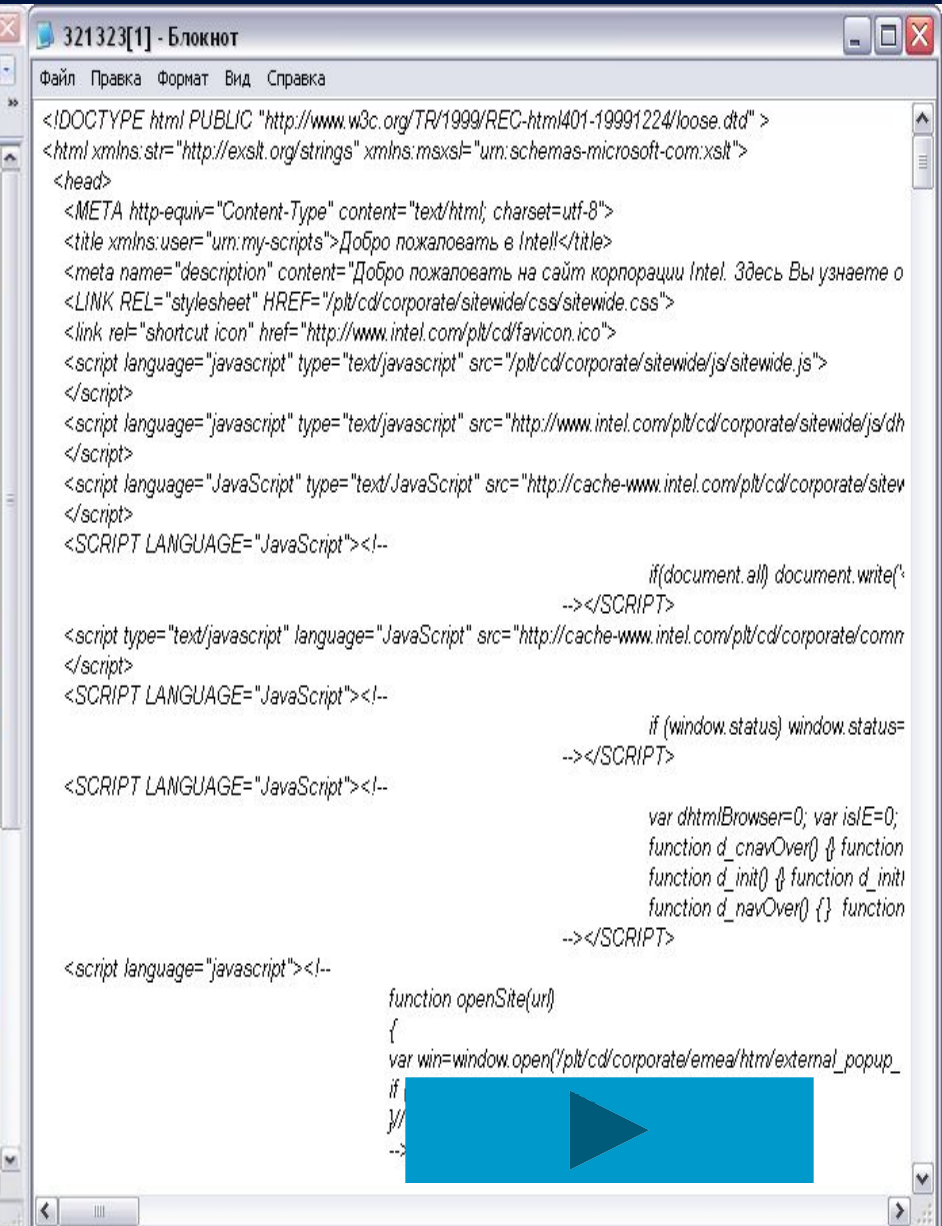 321323[1] - Блокнот
Файл Правка Формат Вид Справка
<!DOCTYPE html PUBLIC "http://www.w3c.org/TR/1999/REC-html401-19991224/loose.dtd" >
<html xmlns:str="http://exslt.org/strings" xmlns:msxsl="urn:schemas-microsoft-com:xslt">
<head>
<META http-equiv="Content-Type" content="text/html; charset=utf-8">
<title xmlns:user="urn:my-scripts">Добро пожаловать в Intel!</title>
<meta name="description" content="Добро пожаловать на сайт корпорации Intel. Здесь Вы узнаете о
<LINK REL="stylesheet" HREF="/plt/cd/corporate/sitewide/css/sitewide.css">
<link rel="shortcut icon" href="http://www.intel.com/plt/cd/favicon.ico">
<script language="javascript" type="text/javascript" src="/plt/cd/corporate/sitewide/js/sitewide.js">
</script>
<script language="javascript" type="text/javascript" src="http://www.intel.com/plt/cd/corporate/sitewide/js/dh
</script>
<script language="JavaScript" type="text/JavaScript" src="http://cache-www.intel.com/plt/cd/corporate/sitew
</script>
<SCRIPT LANGUAGE="JavaScript"><!--
if(document.all) document.write('<
--></SCRIPT>
<script type="text/javascript" language="JavaScript" src="http://cache-www.intel.com/plt/cd/corporate/comm
</script>
<SCRIPT LANGUAGE="JavaScript"><!--
if (window.status) window.status=
--></SCRIPT>
<SCRIPT LANGUAGE="JavaScript"><!--
var dhtmlBrowser=0; var isIE=0;
function d_cnavOver() {} function
function d_init() {} function d_init
function d_navOver() {} function
--></SCRIPT>
<script language="javascript"><!--
function openSite(url)
{
var win=window.open('/plt/cd/corporate/emea/htm/external_popup_
if
}//
-->